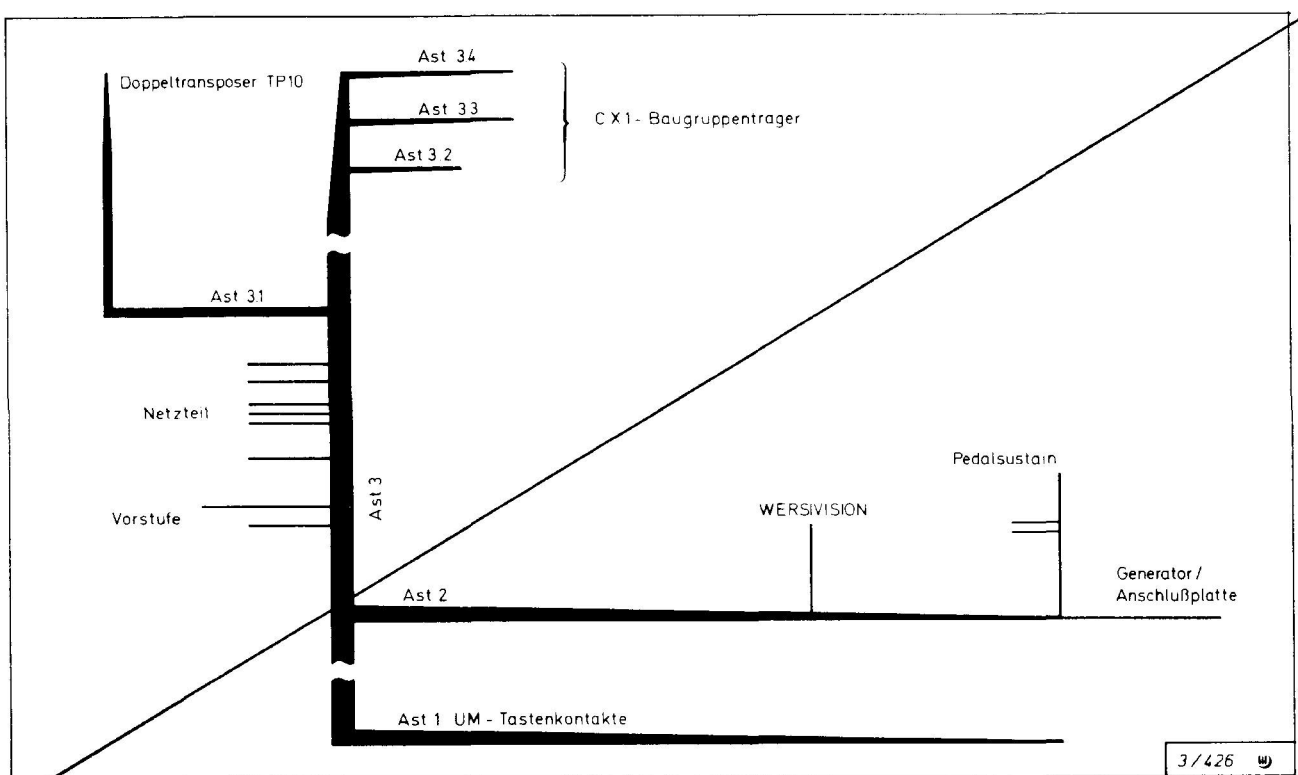 Ast 3.4
Doppeltransposer TP10
Ast 3.3
CX1 - Baugruppenträger
Ast 3.2
Ast 3.1
Netzteil
Ast 3
Vorstufe
Pedalsustain
WERSIVISION
Generator /
Anschlußplatte
Ast 2
Ast 1 UM - Tastenkontakte
3/426